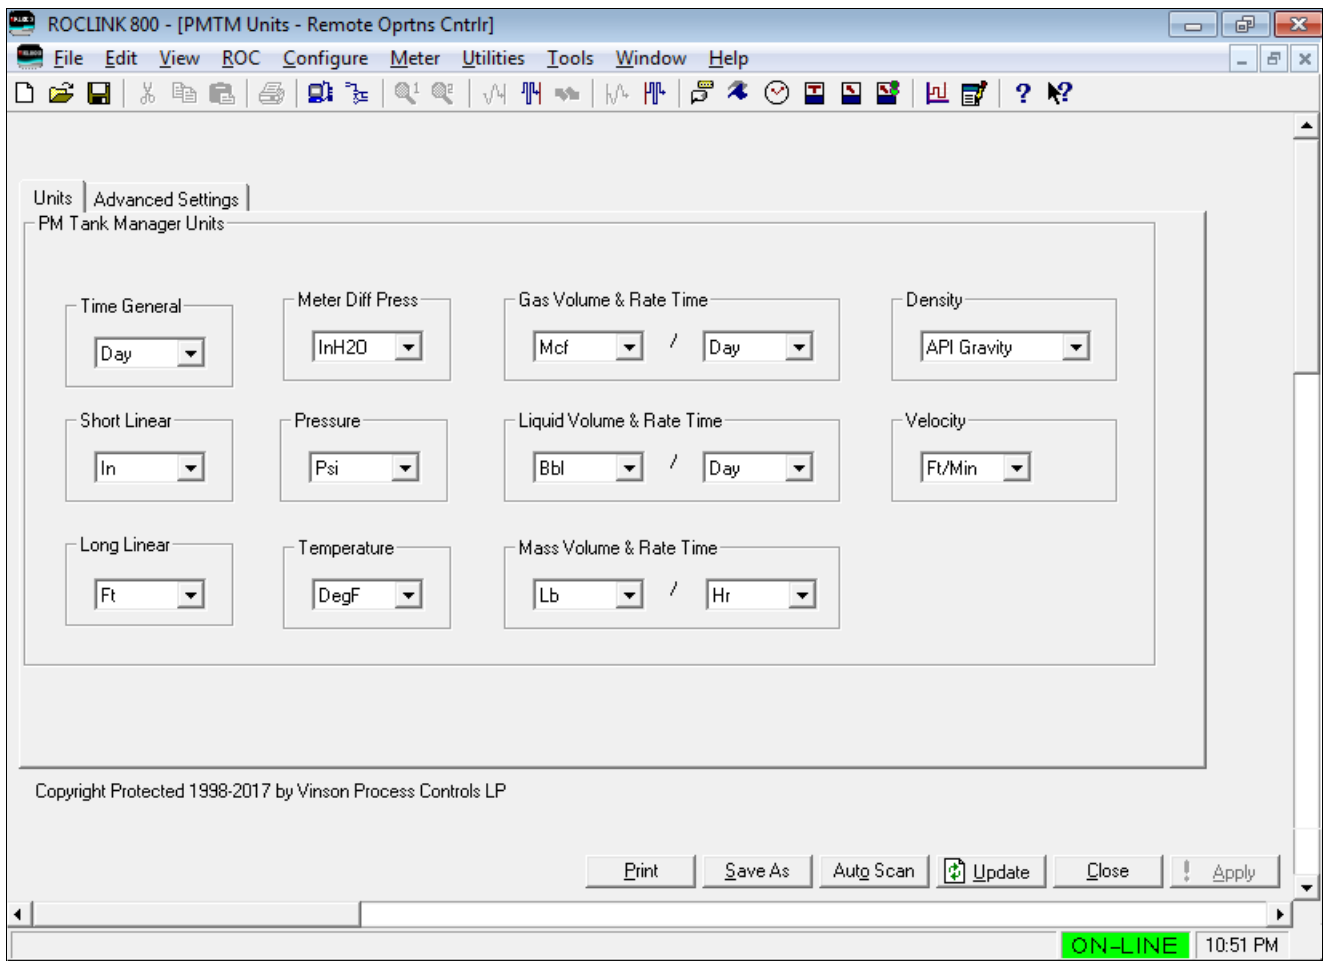 ROCLINK 800 - [PMTM Units - Remote Oprtns Cntrlr]
File Edit View ROC Configure Meter Utilities Tools Window Help
Units Advanced Settings
PM Tank Manager Units
Time General Meter Diff Press Gas Volume & Rate Time Density
Day InH2O Mcf / Day API Gravity
Short Linear Pressure Liquid Volume & Rate Time Velocity
In Psi Bbl / Day Ft/Min
Long Linear Temperature Mass Volume & Rate Time
Ft DegF Lb / Hr
Copyright Protected 1998-2017 by Vinson Process Controls LP
Print Save As Auto Scan Update Close ! Apply
ON-LINE 10:51 PM